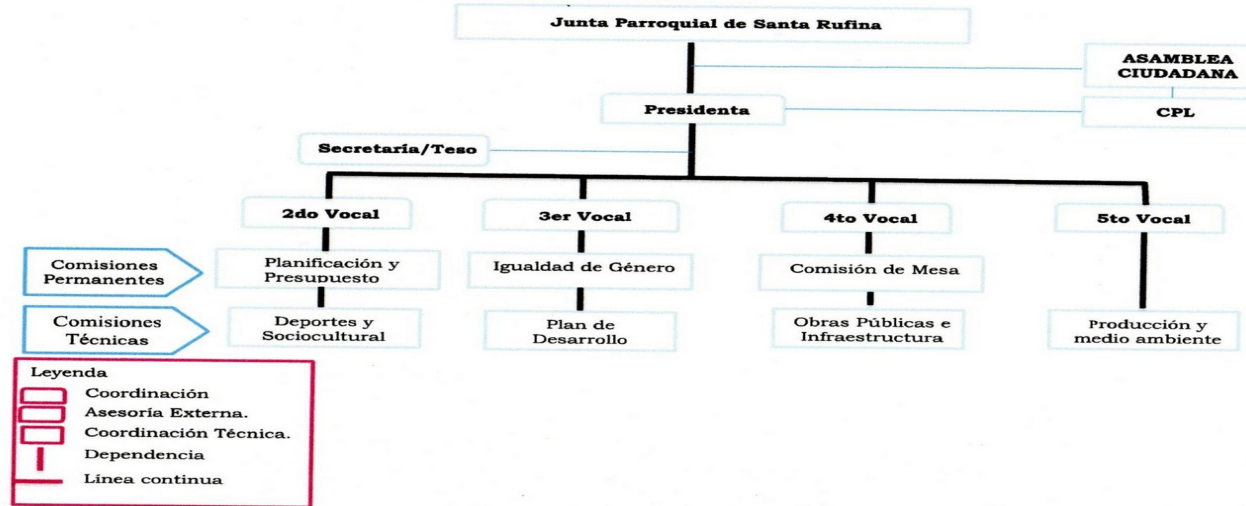 Junta Parroquial de Santa Rufina
ASAMBLEA
CIUDADANA
Presidenta
CPL
Secretaria/Teso
2do Vocal
3er Vocal
4to Vocal
5to Vocal
Comisiones
Permanentes
Planificación y
Presupuesto
Igualdad de Género
Comisión de Mesa
Comisiones
Técnicas
Deportes y
Sociocultural
Plan de
Desarrollo
Obras Públicas e
Infraestructura
Producción y
medio ambiente
Leyenda
Coordinación
Asesoría Externa.
Coordinación Técnica.
Dependencia
Línea continua